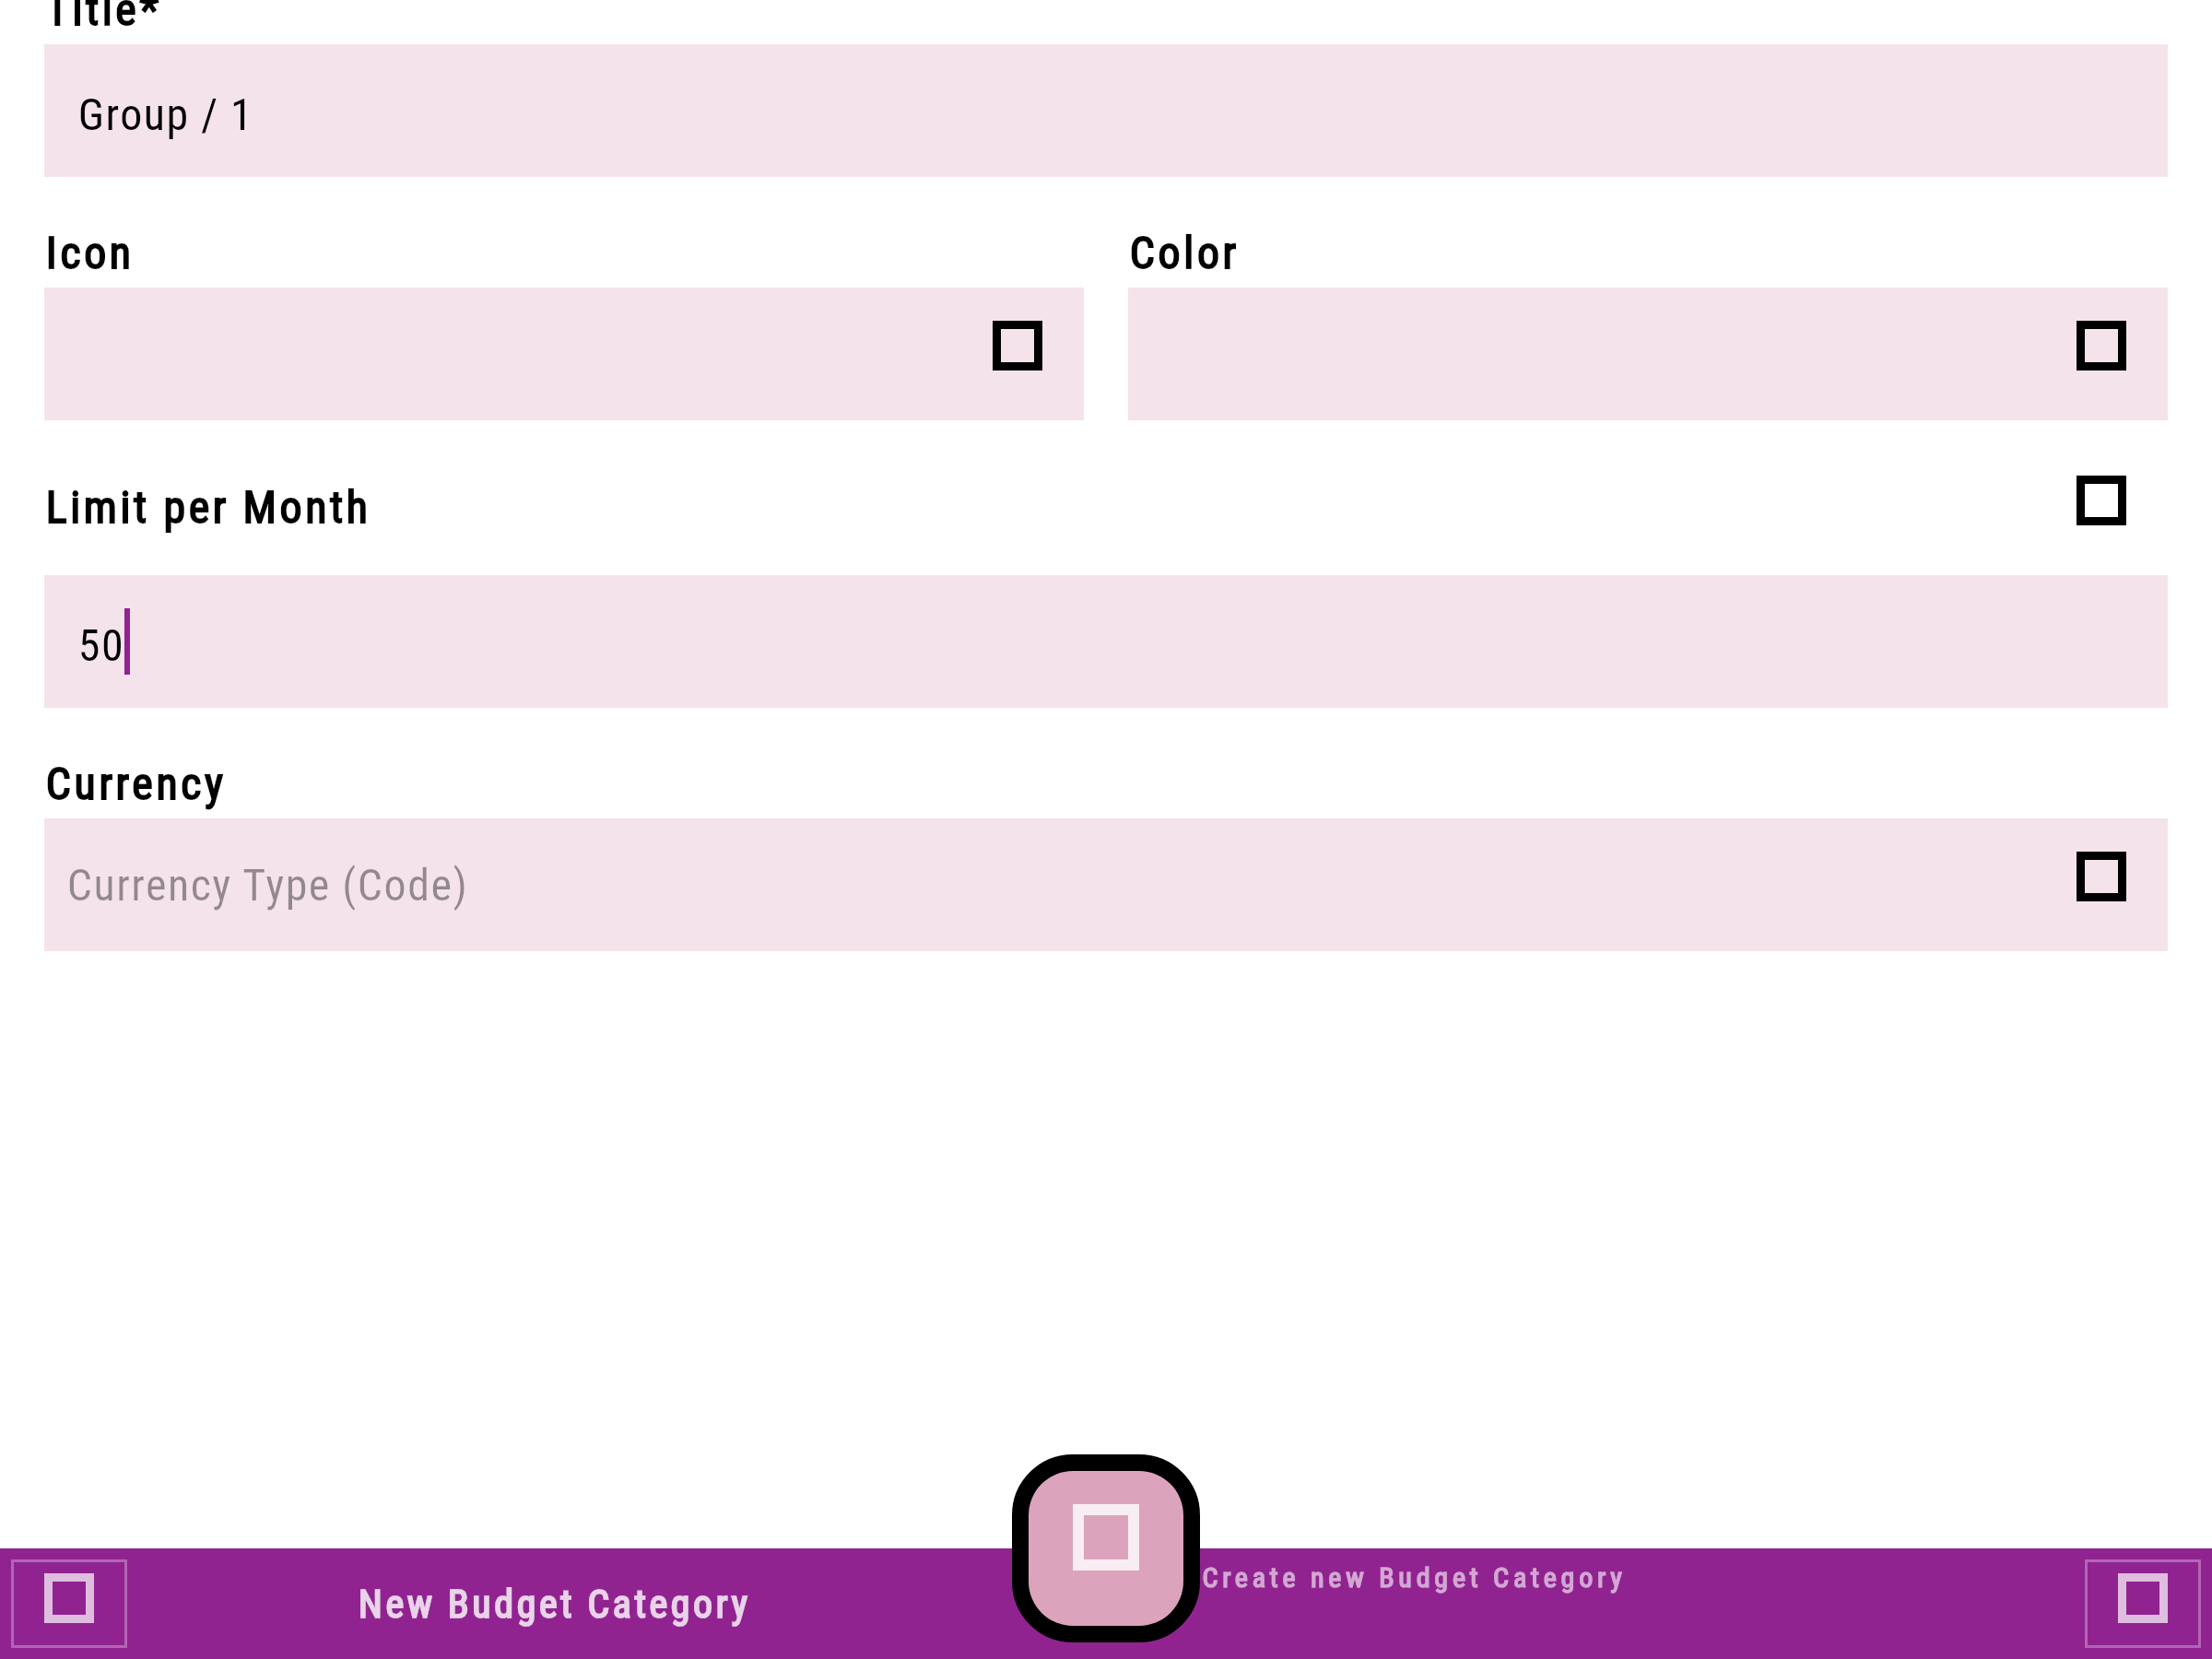 Title*
Group / 1
Icon
Color
Limit per Month
50
Currency
Currency Type (Code)
New Budget Category
Create new Budget Category